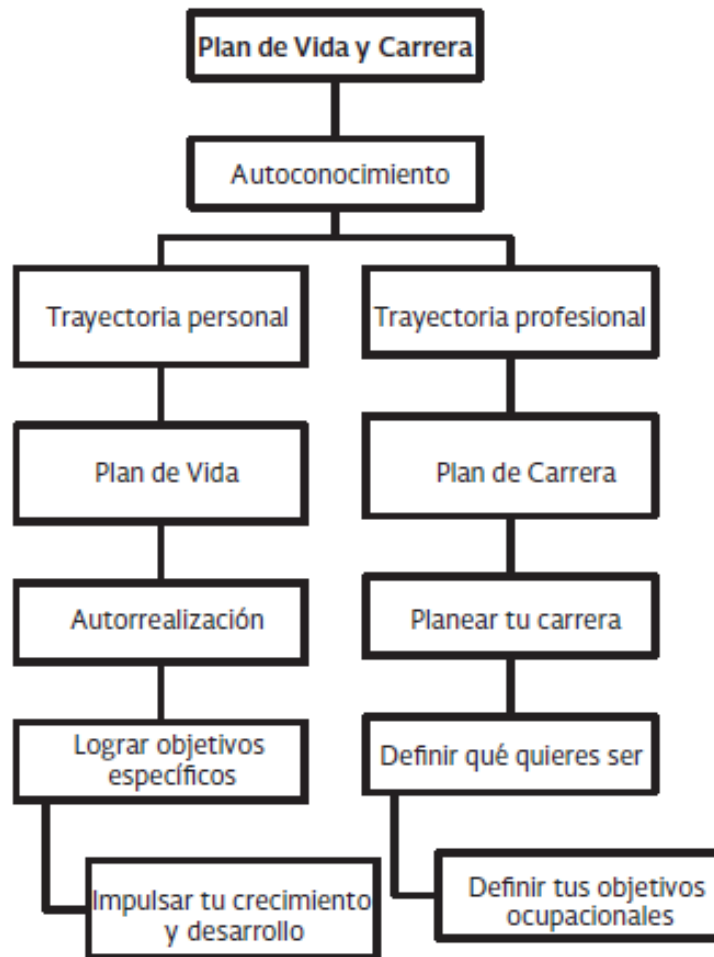 Plan de Vida y Carrera
Autoconocimiento
Trayectoria personal
Trayectoria profesional
Plan de Vida
Plan de Carrera
Autorrealización
Planear tu carrera
Lograr objetivos
específicos
Definir qué quieres ser
Impulsar tu crecimiento
y desarrollo
Definir tus objetivos
ocupacionales